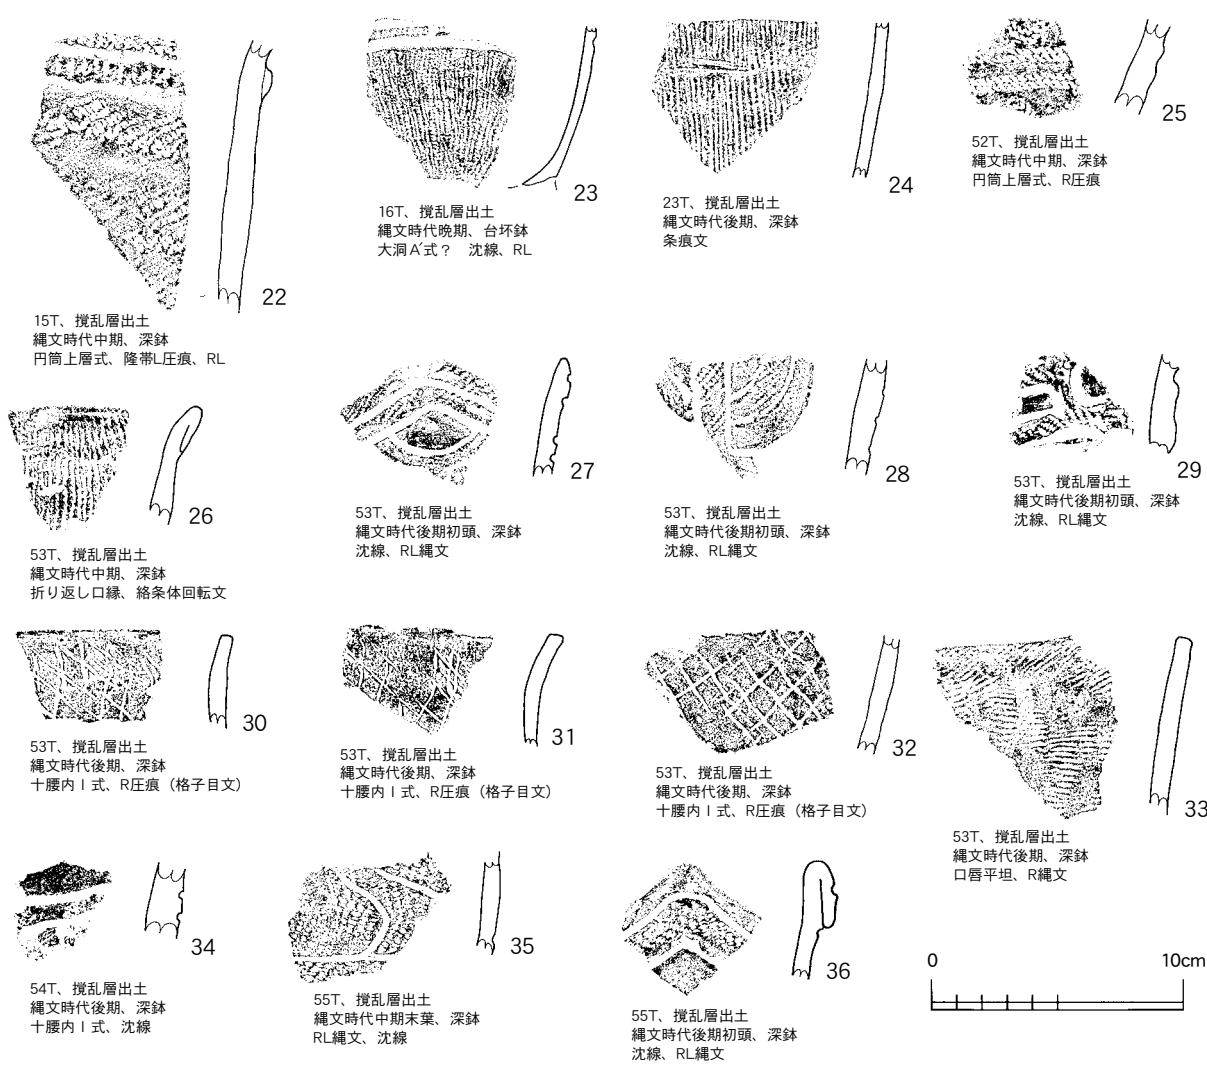 22
15T、撹乱層出土
縄文時代中期、深鉢
円筒上層式、隆帯L圧痕、RL
23
16T、撹乱層出土
縄文時代晩期、台坏鉢
大洞A´式？　沈線、RL
24
23T、撹乱層出土
縄文時代後期、深鉢
条痕文
25
52T、撹乱層出土
縄文時代中期、深鉢
円筒上層式、R圧痕
26
53T、撹乱層出土
縄文時代中期、深鉢
折り返し口縁、絡条体回転文
27
53T、撹乱層出土
縄文時代後期初頭、深鉢
沈線、RL縄文
28
53T、撹乱層出土
縄文時代後期初頭、深鉢
沈線、RL縄文
29
53T、撹乱層出土
縄文時代後期初頭、深鉢
沈線、RL縄文
30
53T、撹乱層出土
縄文時代後期、深鉢
十腰内Ⅰ式、R圧痕（格子目文）
31
53T、撹乱層出土
縄文時代後期、深鉢
十腰内Ⅰ式、R圧痕（格子目文）
32
53T、撹乱層出土
縄文時代後期、深鉢
十腰内Ⅰ式、R圧痕（格子目文）
33
53T、撹乱層出土
縄文時代後期、深鉢
口唇平坦、R縄文
34
54T、撹乱層出土
縄文時代後期、深鉢
十腰内Ⅰ式、沈線
35
55T、撹乱層出土
縄文時代中期末葉、深鉢
RL縄文、沈線
36
55T、撹乱層出土
縄文時代後期初頭、深鉢
沈線、RL縄文
0 10cm